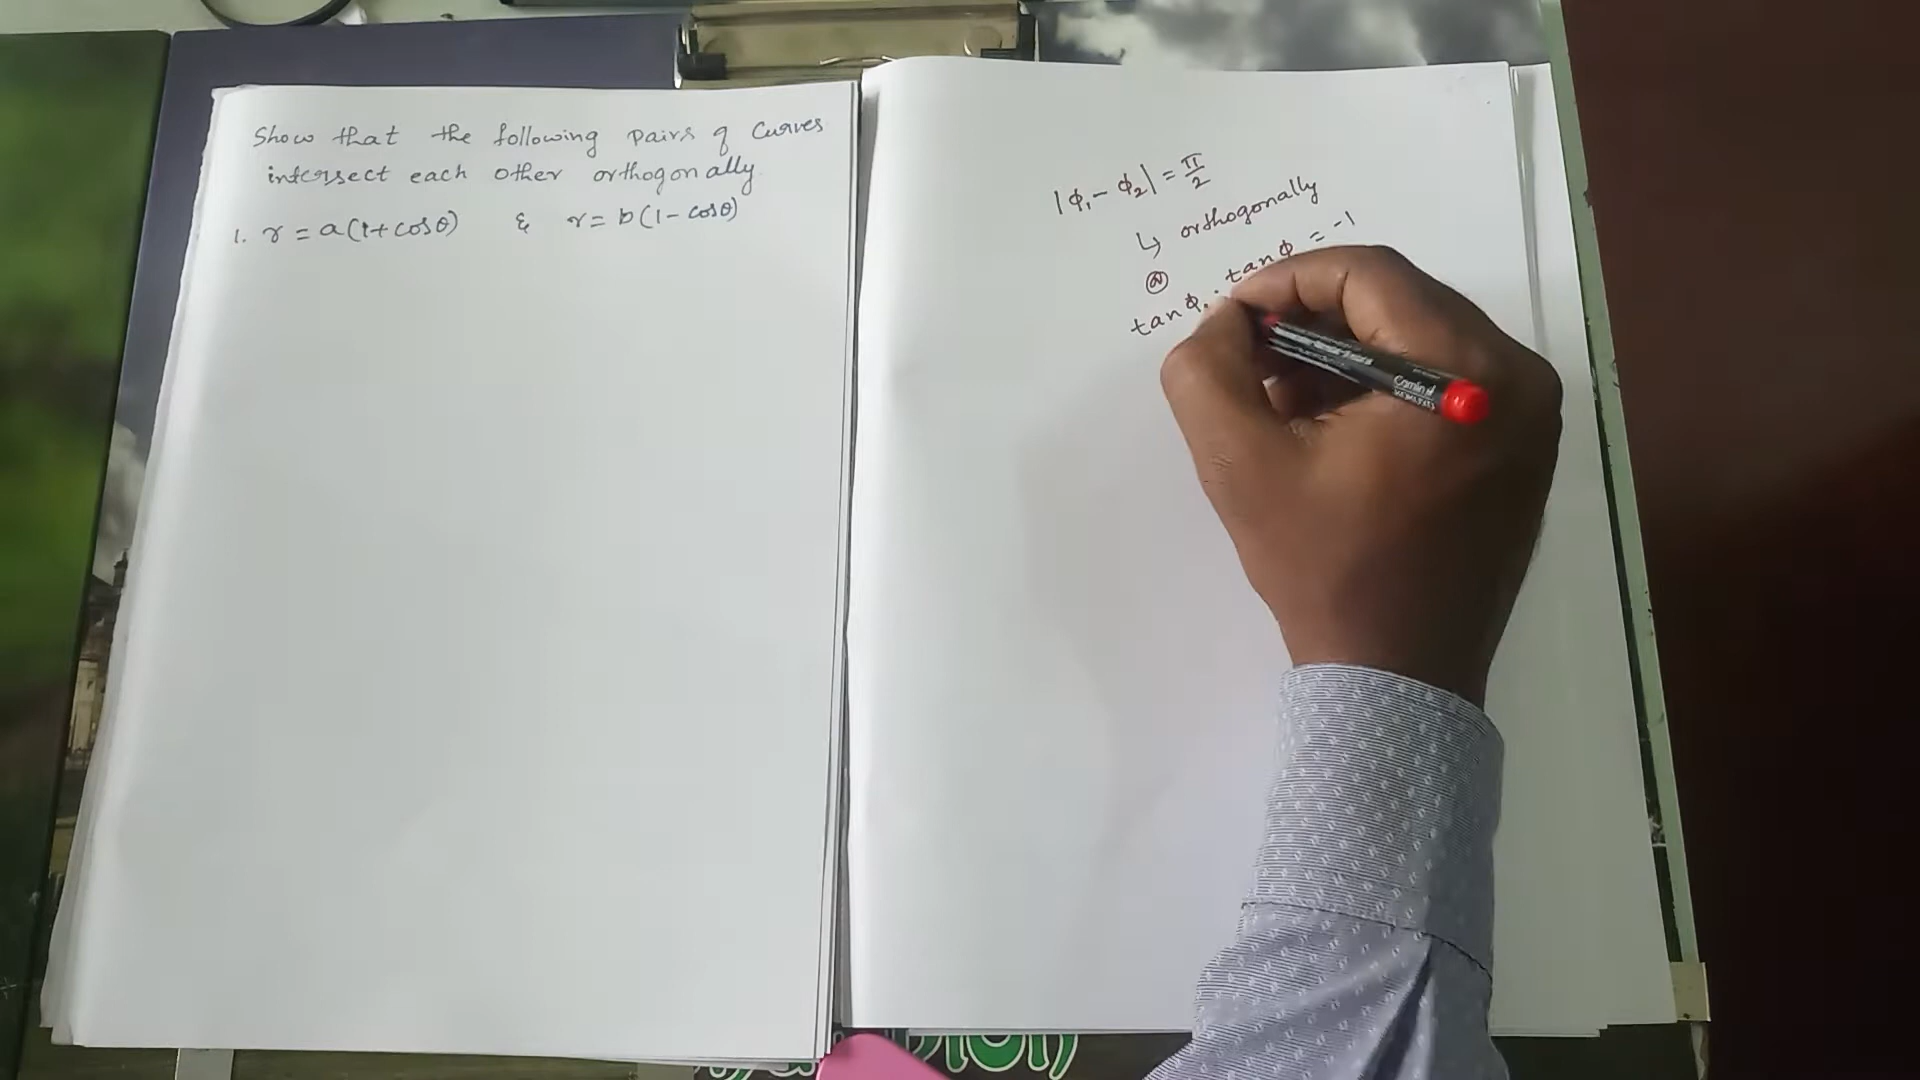 Show that the following pairs of curves
intersect each other orthogonally
1. r = a(1+cosθ) & r = b(1-cosθ)
|ϕ₁ - ϕ₂| = π/2
↳ orthogonally
tan ϕ₁ . tan ϕ = -1
Camlin